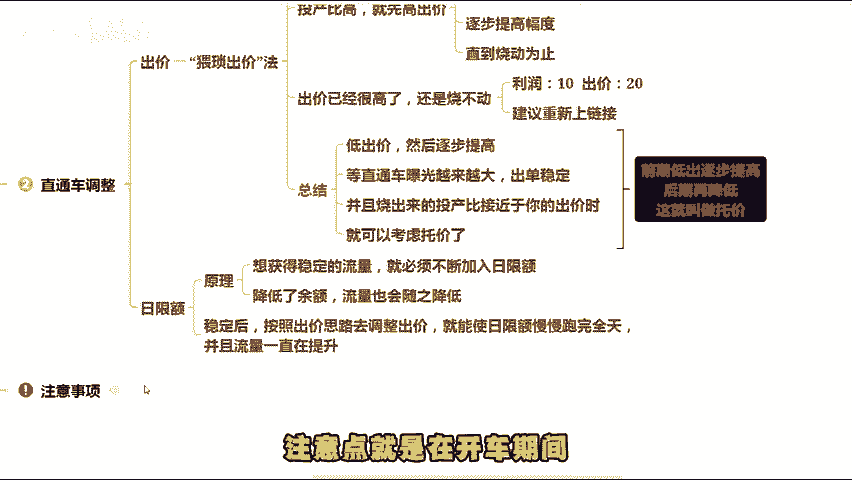 投产比高，就先高出价
逐步提高幅度
直到烧动为止
出价
“猥琐出价”法
出价已经很高了，还是烧不动
利润：10 出价：20
建议重新上链接
总结
低出价，然后逐步提高
等直通车曝光越来越大，出单稳定
并且烧出来的投产比接近于你的出价时
就可以考虑托价了
前期低出逐步提高
后期再降低
这就叫做托价
2 直通车调整
日限额
原理
想获得稳定的流量，就必须不断加入日限额
降低了余额，流量也会随之降低
稳定后，按照出价思路去调整出价，就能使日限额慢慢跑完全天，
并且流量一直在提升
! 注意事项
注意点就是在开车期间